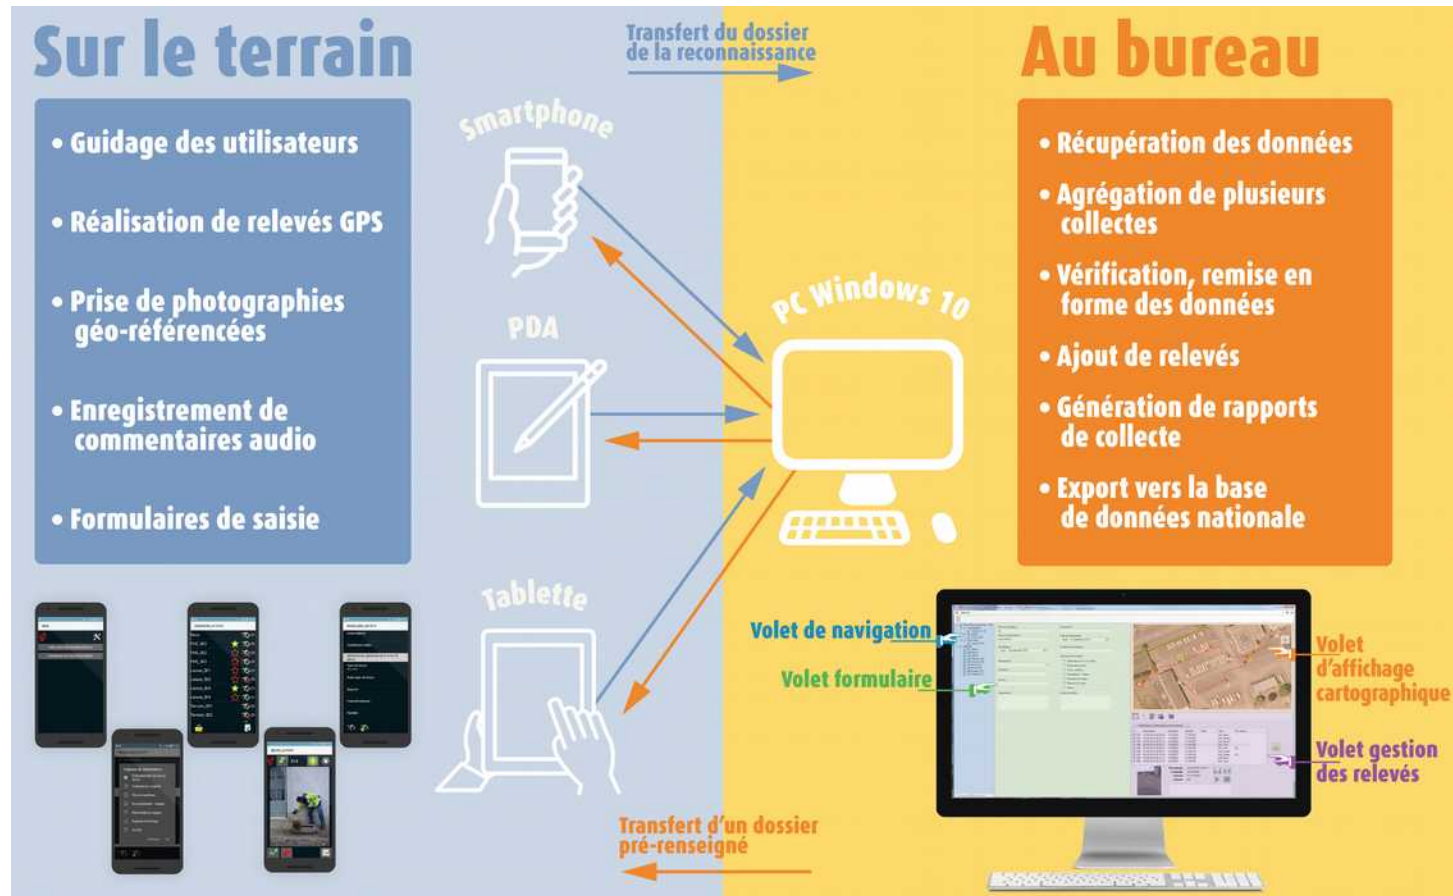 Sur le terrain
• Guidage des utilisateurs
• Réalisation de relevés GPS
• Prise de photographies
géo-référencées
• Enregistrement de
commentaires audio
• Formulaires de saisie
Transfert du dossier
de la reconnaissance
Smartphone
PDA
Tablette
PC Windows 10
Transfert d'un dossier
pré-renseigné
Au bureau
• Récupération des données
• Agrégation de plusieurs
collectes
• Vérification, remise en
forme des données
• Ajout de relevés
• Génération de rapports
de collecte
• Export vers la base
de données nationale
Volet de navigation
Volet formulaire
Volet
d'affichage
cartographique
Volet gestion
des relevés